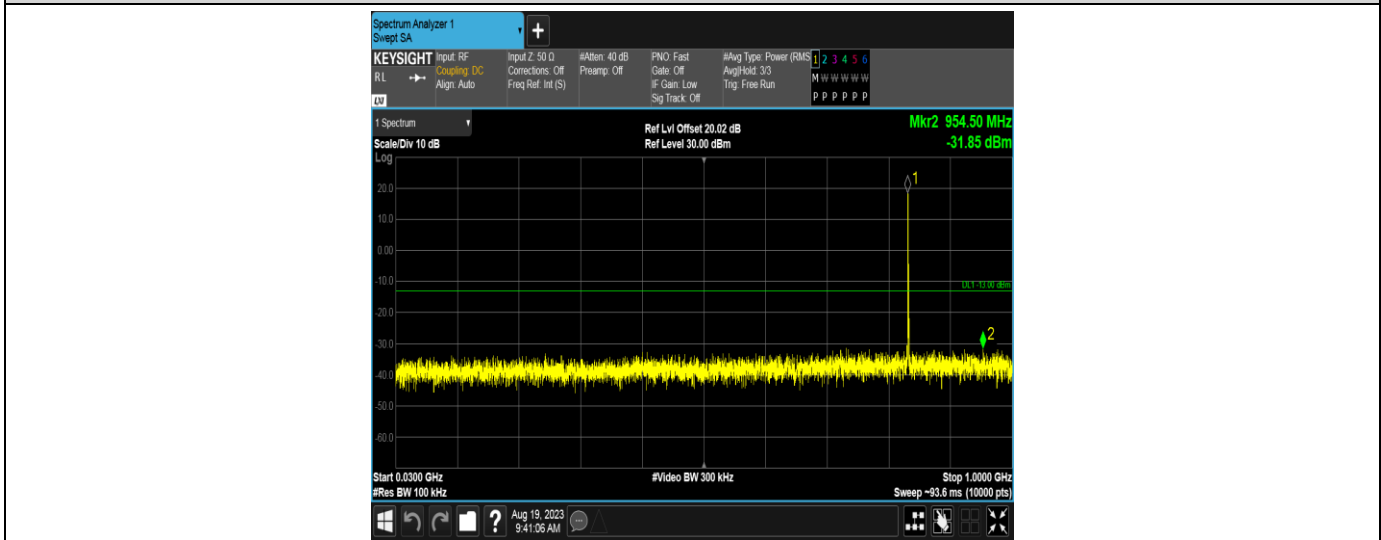 Spectrum Analyzer 1
Swept SA
+
KEYSIGHT Input: RF Input Z: 50 Ω #Atten: 40 dB PNO: Fast #Avg Type: Power (RMS 1 2 3 4 5 6
RL Coupling: DC Corrections: Off Preamp: Off Gate: Off Avg|Hold: 3/3 M W W W W W
Align: Auto Freq Ref: Int (S) IF Gain: Low Trig: Free Run
LXI Sig Track: Off P P P P P P
1 Spectrum Ref Lvl Offset 20.02 dB Mkr2 954.50 MHz
Scale/Div 10 dB Ref Level 30.00 dBm -31.85 dBm
Log
1
20.0
10.0
0.00
-10.0
DL1 -13.00 dBm
-20.0
2
-30.0
-40.0
-50.0
-60.0
Start 0.0300 GHz #Video BW 300 kHz Stop 1.0000 GHz
#Res BW 100 kHz Sweep ~93.6 ms (10000 pts)
? Aug 19, 2023
9:41:06 AM